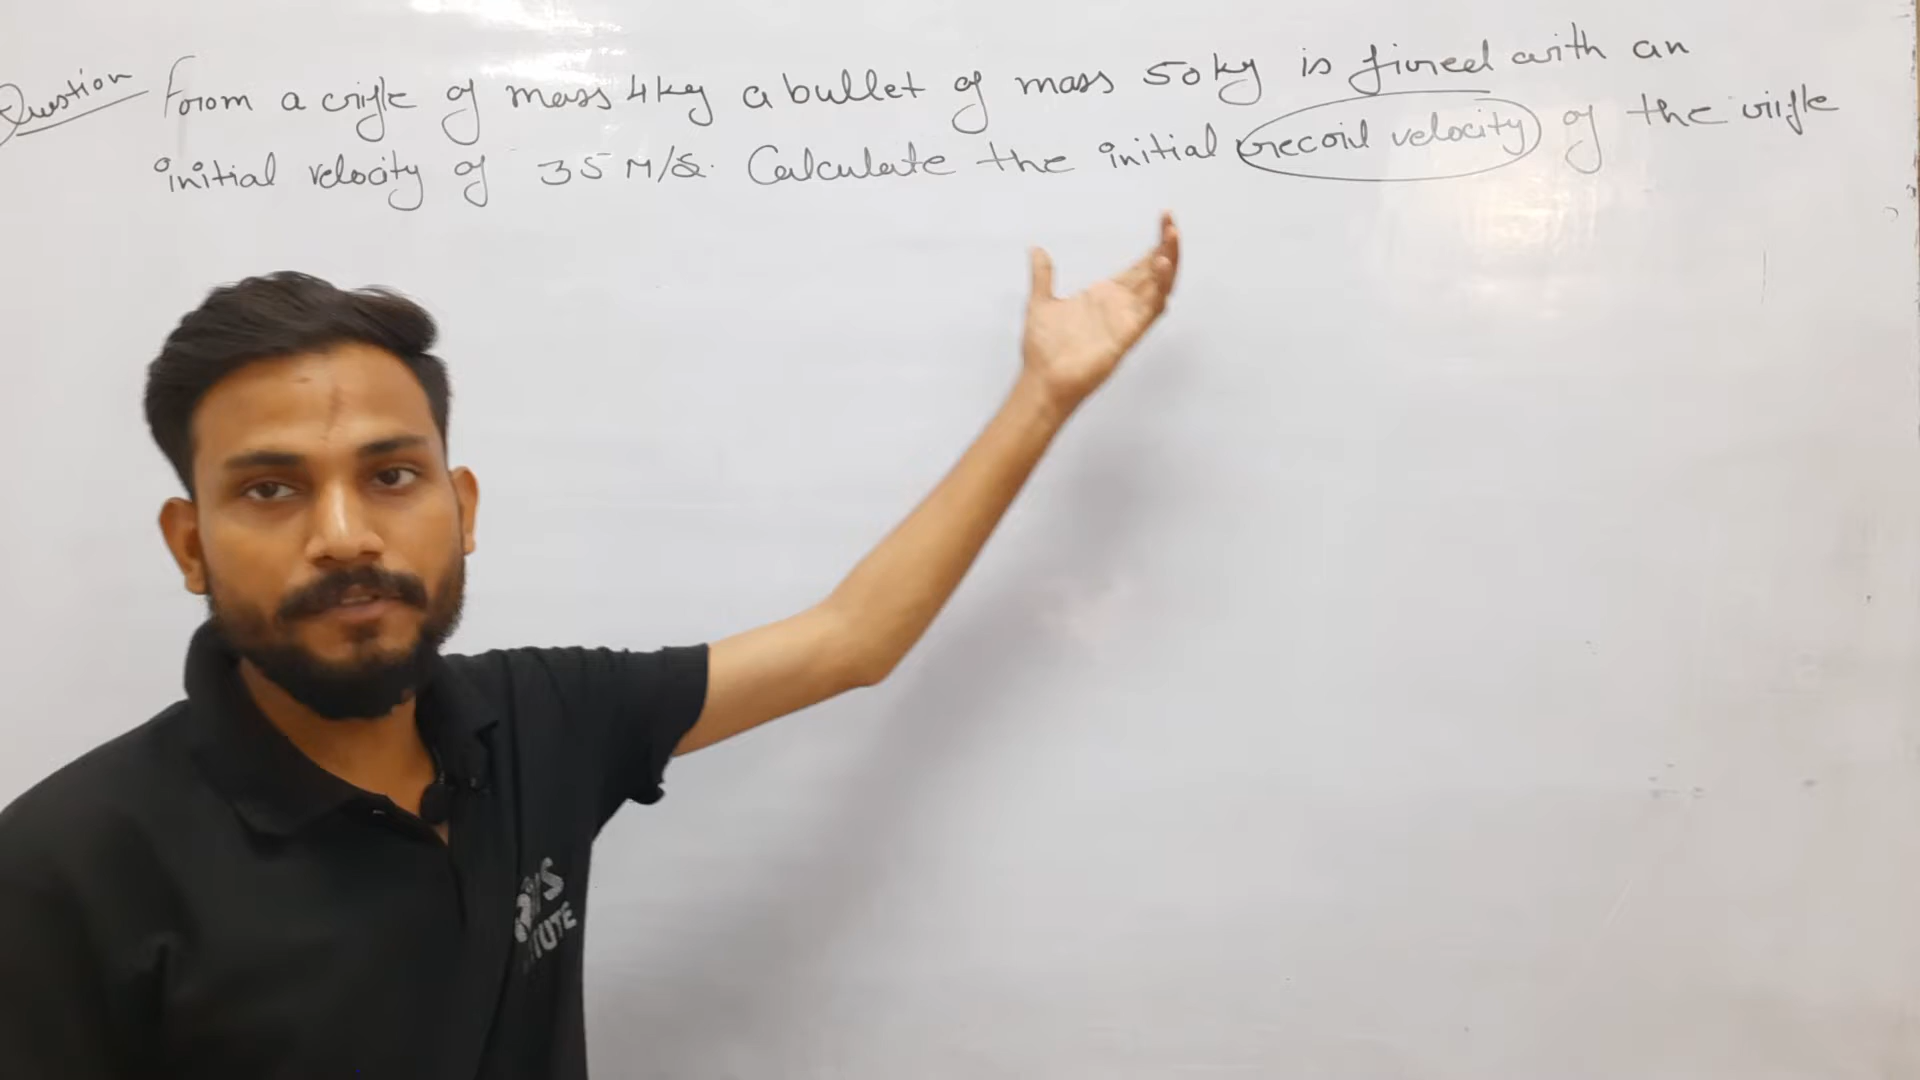 Question From a rifle of mass 4kg a bullet of mass 50kg is fired with an
initial velocity of 35 M/S. Calculate the initial recoil velocity of the rifle
TUTE